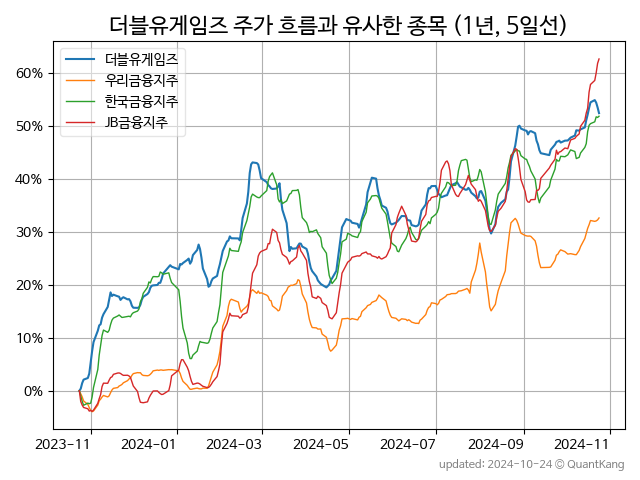 더블유게임즈 주가 흐름과 유사한 종목 (1년, 5일선)
더블유게임즈
우리금융지주
한국금융지주
JB금융지주
60%
50%
40%
30%
20%
10%
0%
2023-11 2024-01 2024-03 2024-05 2024-07 2024-09 2024-11
updated: 2024-10-24 © QuantKang